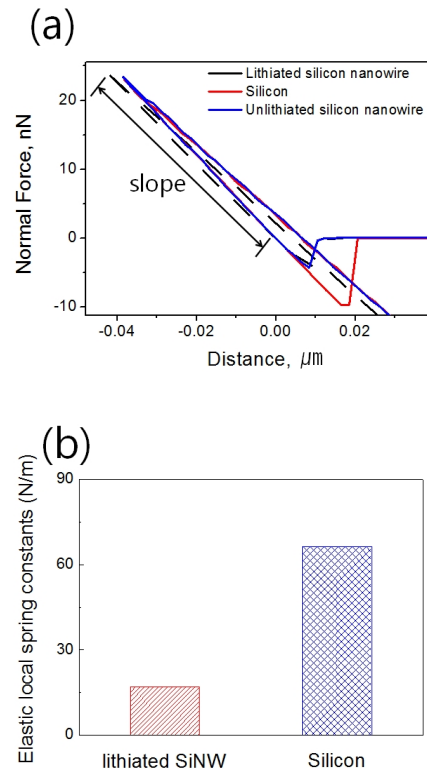 (a)
Lithiated silicon nanowire
Silicon
Unlithiated silicon nanowire
20
10
0
-10
Normal Force, nN
slope
-0.04
-0.02
0.00
0.02
Distance, μm
(b)
90
60
30
0
Elastic local spring constants (N/m)
lithiated SiNW
Silicon